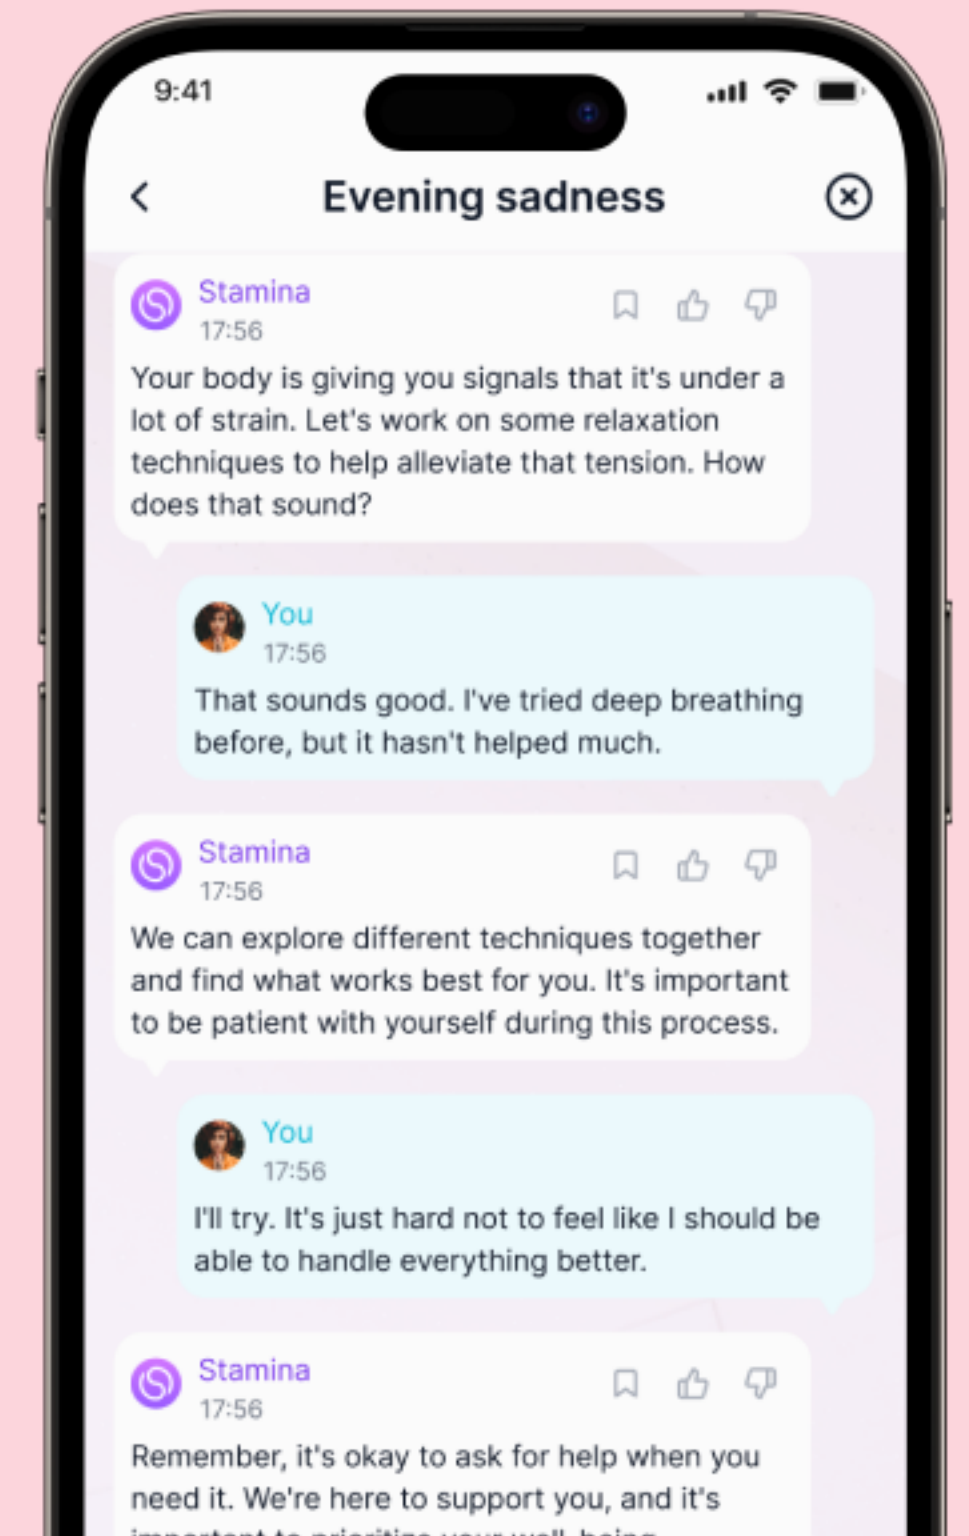 9:41
Evening sadness
Stamina
17:56
Your body is giving you signals that it's under a
lot of strain. Let's work on some relaxation
techniques to help alleviate that tension. How
does that sound?
You
17:56
That sounds good. I've tried deep breathing
before, but it hasn't helped much.
Stamina
17:56
We can explore different techniques together
and find what works best for you. It's important
to be patient with yourself during this process.
You
17:56
I'll try. It's just hard not to feel like I should be
able to handle everything better.
Stamina
17:56
Remember, it's okay to ask for help when you
need it. We're here to support you, and it's
important to prioritize your well-being